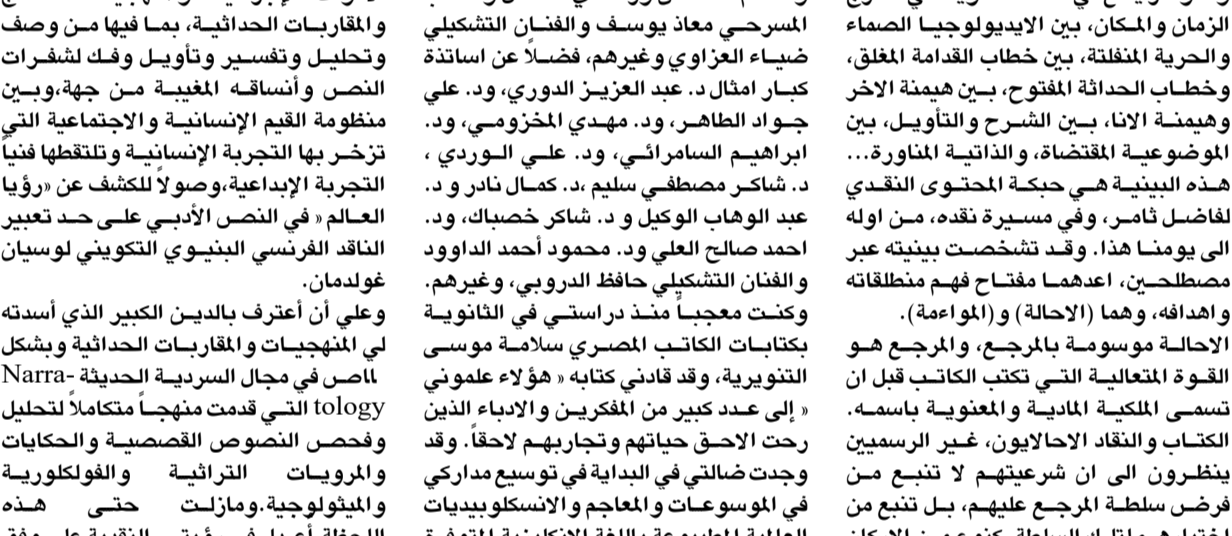 الزمان والمكان، بين الايديولوجيا الصماء
والحرية المنفلتة، بين خطاب القدامة المغلق،
وخطاب الحداثة المفتوح، بين هيمنة الاخر
وهيمنة الانا، بين الشرح والتأويل، بين
الموضوعية المقتضاة، والذاتية المناورة...
هذه البينية هي حبكة المحتوى النقدي
لفاضل ثامر، وفي مسيرة نقده، من اوله
الى يومنا هذا. وقد تشخصت بينيته عبر
مصطلحين، اعدهما مفتاح فهم منطلقاته
واهدافه، وهما (الاحالة) و(المواءمة).
الاحالة موسومة بالمرجع، والمرجع هو
القوة المتعالية التي تكتب الكاتب قبل ان
تسمى الملكية المادية والمعنوية باسمه.
الكتاب والنقاد الاحالايون، غير الرسميين
ينظرون الى ان شرعيتهم لا تنبع من
فرض سلطة المرجع عليهم، بل تنبع من
المسرحي معاذ يوسف والفنان التشكيلي
ضياء العزاوي وغيرهم، فضلاً عن اساتذة
كبار امثال د. عبد العزيز الدوري، ود. علي
جواد الطاهر، ود. مهدي المخزومي، ود.
ابراهيم السامرائي، ود. علي الوردي ،
د. شاكر مصطفي سليم ،د. كمال نادر و د.
عبد الوهاب الوكيل و د. شاكر خصباك، ود.
احمد صالح العلي ود. محمود أحمد الداوود
والفنان التشكيلي حافظ الدروبي، وغيرهم.
وكنت معجباً منذ دراستي في الثانوية
بكتابات الكاتب المصري سلامة موسى
التنويرية، وقد قادني كتابه « هؤلاء علموني
« إلى عدد كبير من المفكرين والادباء الذين
رحت الاحق حياتهم وتجاربهم لاحقاً. وقد
وجدت ضالتي في البداية في توسيع مداركي
في الموسوعات والمعاجم والانسكلوبيديات
العالمية المطبوعة باللغة الانكليزية المتوفرة
والمقاربات الحداثية، بما فيها من وصف
وتحليل وتفسير وتأويل وفك لشفرات
النص وأنساقه المغيبة من جهة،وبين
منظومة القيم الإنسانية والاجتماعية التي
تزخر بها التجربة الإنسانية وتلتقطها فنياً
التجربة الإبداعية،وصولاً للكشف عن «رؤيا
العالم « في النص الأدبي على حد تعبير
الناقد الفرنسي البنيوي التكويني لوسيان
غولدمان.
وعلي أن أعترف بالدين الكبير الذي أسدته
لي المنهجيات والمقاربات الحداثية وبشكل
في مجال السردية الحديثة Narra-
tology التي قدمت منهجاً متكاملاً لتحليل
وفحص النصوص القصصية والحكايات
والمرويات التراثية والفولكلورية
والميثولوجية.ومازلت حتى هذه